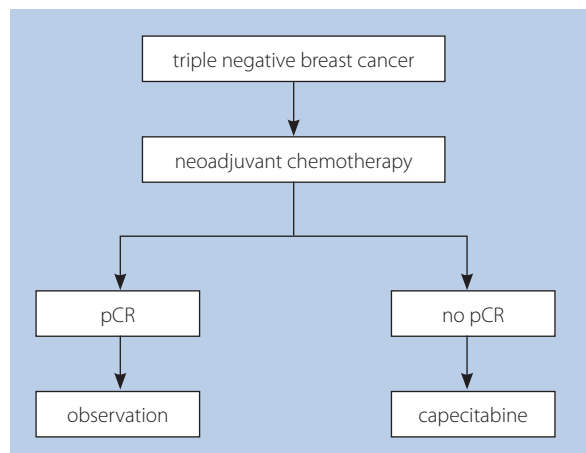 triple negative breast cancer
neoadjuvant chemotherapy
pCR
no pCR
observation
capecitabine